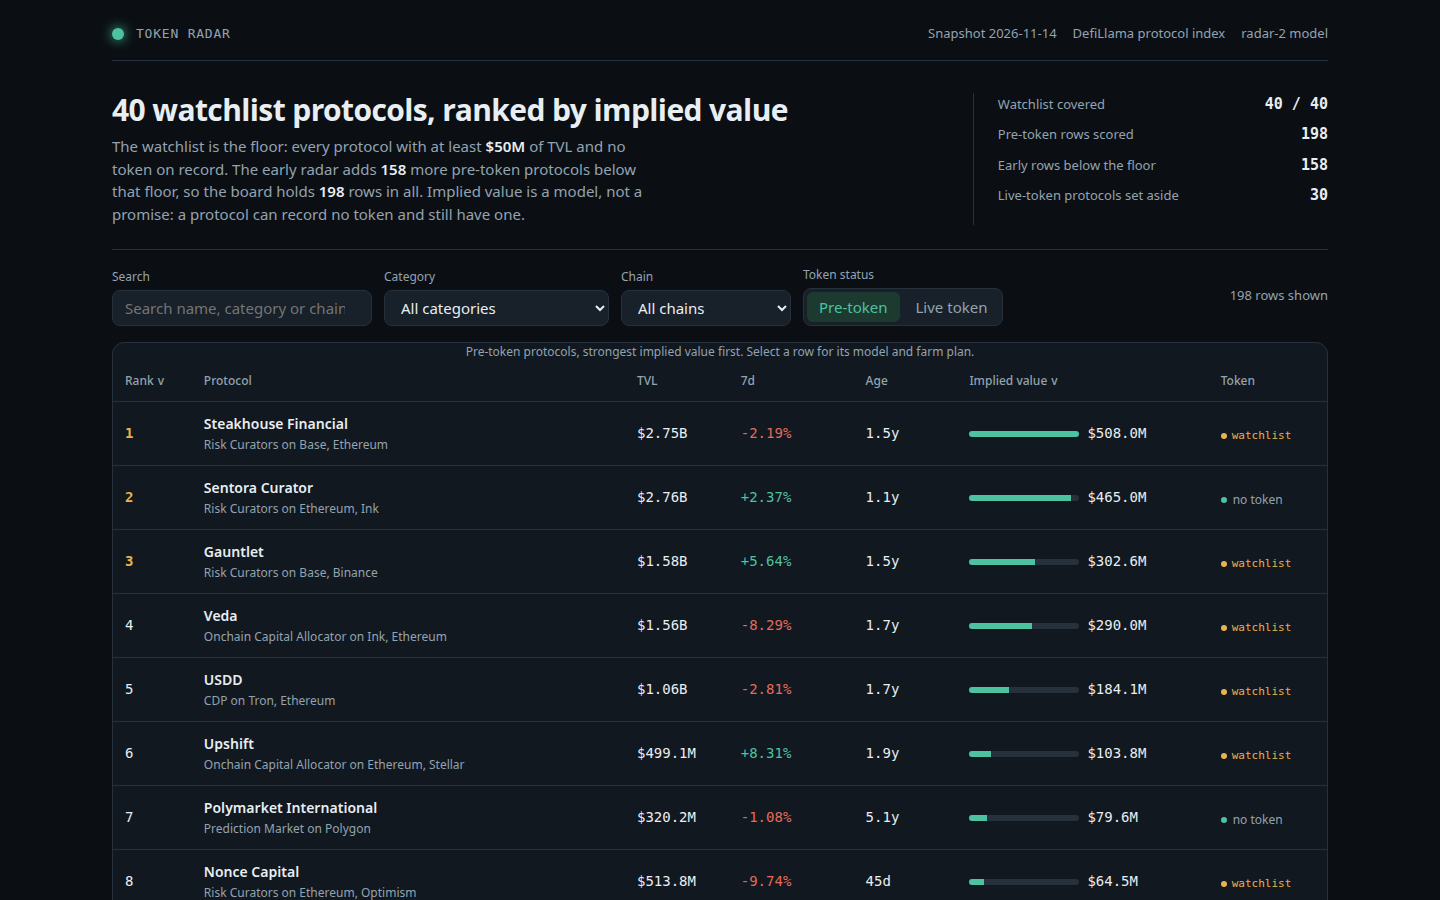 TOKEN RADAR
Snapshot 2026-11-14 DefiLlama protocol index radar-2 model
40 watchlist protocols, ranked by implied value
The watchlist is the floor: every protocol with at least $50M of TVL and no
token on record. The early radar adds 158 more pre-token protocols below
that floor, so the board holds 198 rows in all. Implied value is a model, not a
promise: a protocol can record no token and still have one.
Watchlist covered 40 / 40
Pre-token rows scored 198
Early rows below the floor 158
Live-token protocols set aside 30
Search Category Chain Token status
Search name, category or chain All categories All chains Pre-token Live token 198 rows shown
Pre-token protocols, strongest implied value first. Select a row for its model and farm plan.
Rank v Protocol TVL 7d Age Implied value v Token
1 Steakhouse Financial $2.75B -2.19% 1.5y $508.0M watchlist
Risk Curators on Base, Ethereum
2 Sentora Curator $2.76B +2.37% 1.1y $465.0M no token
Risk Curators on Ethereum, Ink
3 Gauntlet $1.58B +5.64% 1.5y $302.6M watchlist
Risk Curators on Base, Binance
4 Veda $1.56B -8.29% 1.7y $290.0M watchlist
Onchain Capital Allocator on Ink, Ethereum
5 USDD $1.06B -2.81% 1.7y $184.1M watchlist
CDP on Tron, Ethereum
6 Upshift $499.1M +8.31% 1.9y $103.8M watchlist
Onchain Capital Allocator on Ethereum, Stellar
7 Polymarket International $320.2M -1.08% 5.1y $79.6M no token
Prediction Market on Polygon
8 Nonce Capital $513.8M -9.74% 45d $64.5M watchlist
Risk Curators on Ethereum, Optimism